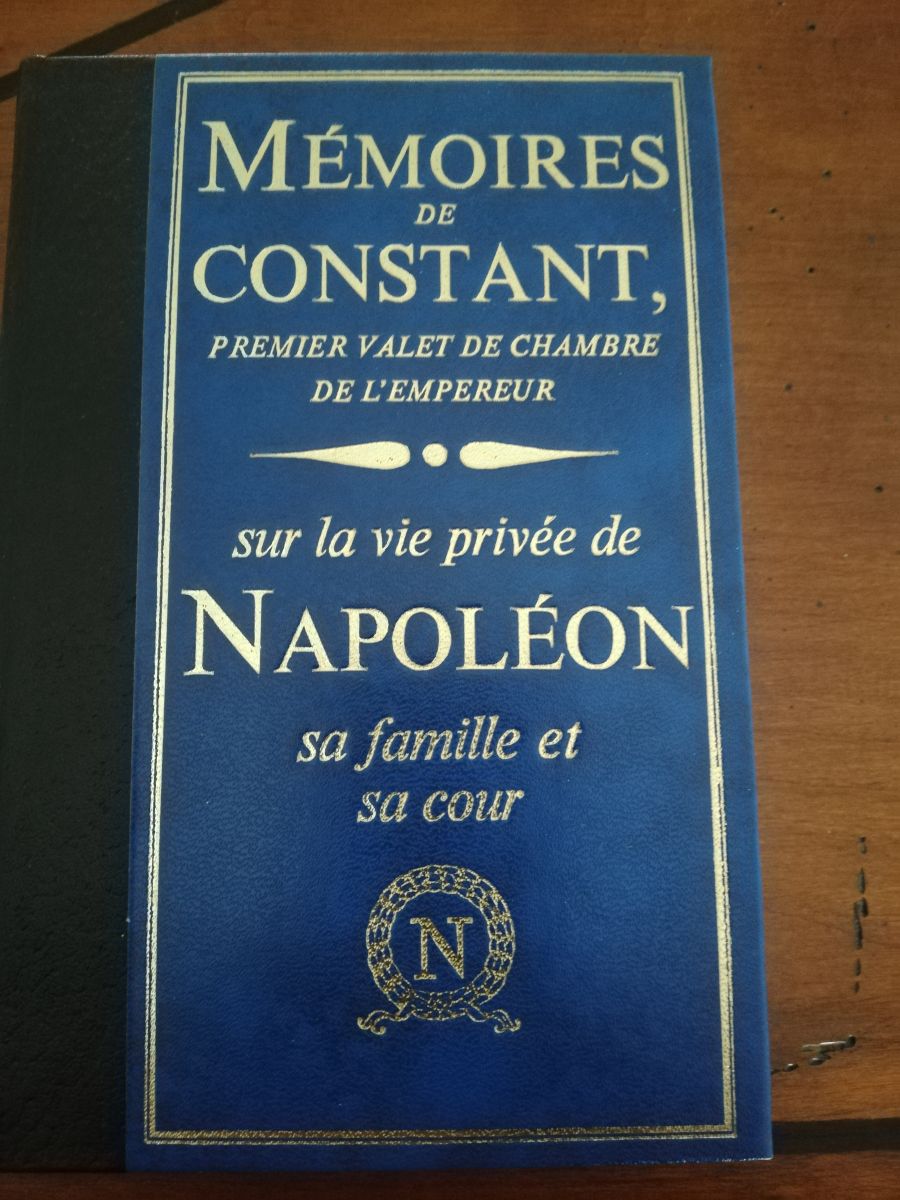 MÉMOIRES
DE
CONSTANT,
PREMIER VALET DE CHAMBRE
DE L'EMPEREUR
sur la vie privée de
NAPOLÉON
sa famille et
sa cour
N